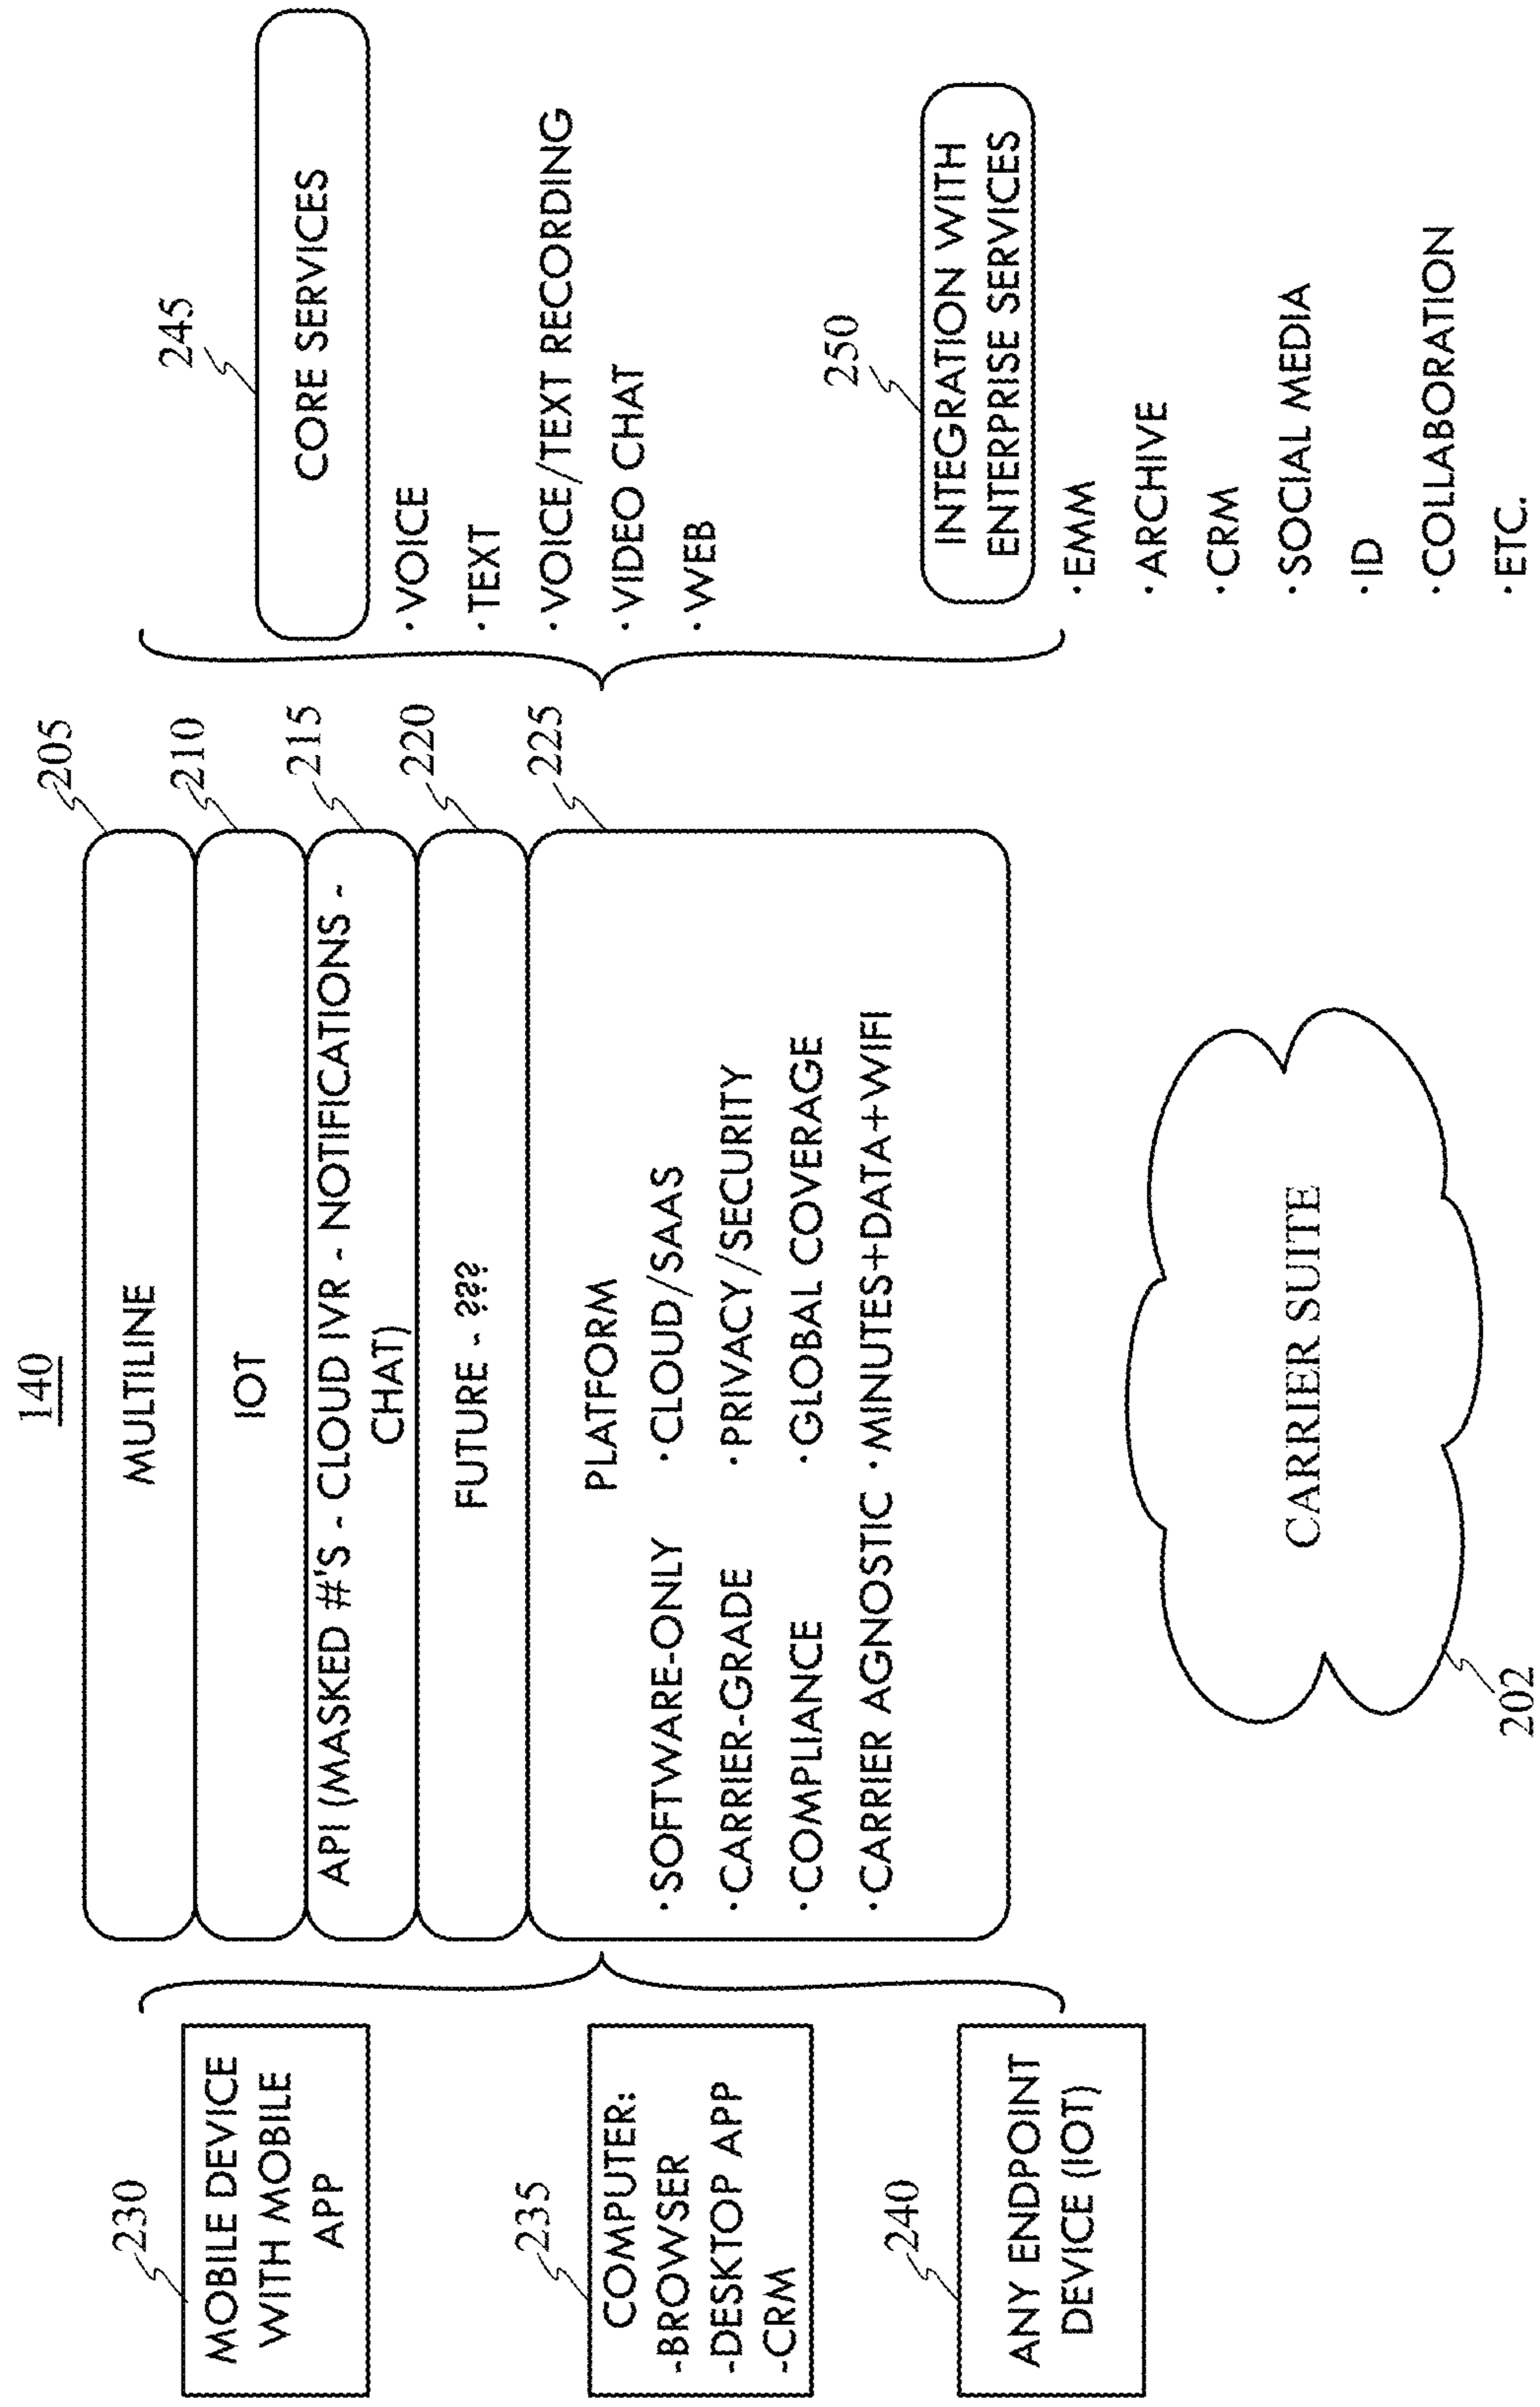 140
230
MOBILE DEVICE
WITH MOBILE
APP
235
COMPUTER:
-BROWSER
-DESKTOP APP
-CRM
240
ANY ENDPOINT
DEVICE (IOT)
MULTILINE
205
IOT
210
API (MASKED #'S - CLOUD IVR - NOTIFICATIONS -
CHAT)
215
FUTURE - ???
220
225
PLATFORM
·SOFTWARE-ONLY ·CLOUD/SAAS
·CARRIER-GRADE ·PRIVACY/SECURITY
·COMPLIANCE ·GLOBAL COVERAGE
·CARRIER AGNOSTIC ·MINUTES+DATA+WIFI
CARRIER SUITE
202
245
CORE SERVICES
·VOICE
·TEXT
·VOICE/TEXT RECORDING
·VIDEO CHAT
·WEB
250
INTEGRATION WITH
ENTERPRISE SERVICES
·EMM
·ARCHIVE
·CRM
·SOCIAL MEDIA
·ID
·COLLABORATION
·ETC.